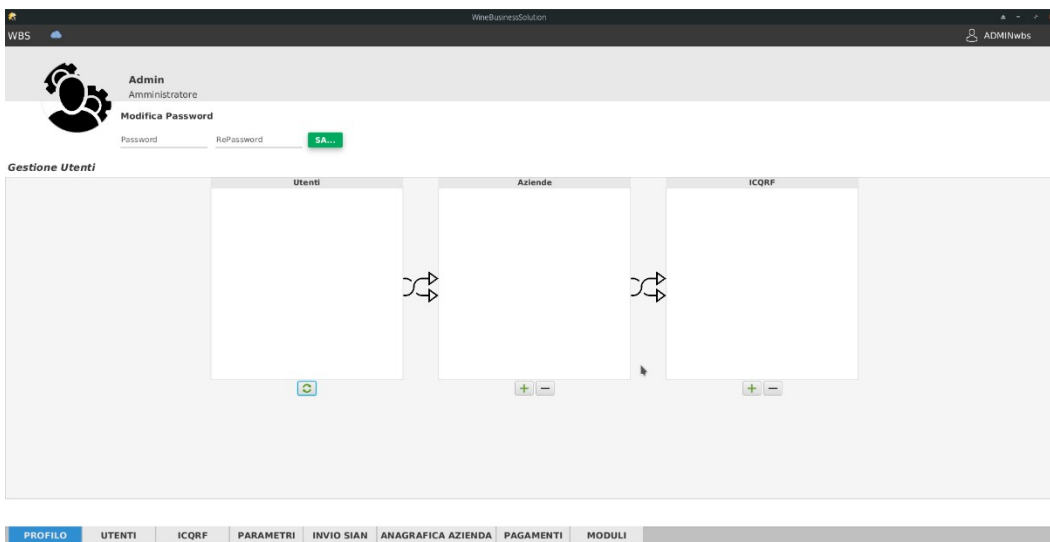 WineBusinessSolution
WBS ADMINwbs
Admin
Amministratore
Modifica Password
Password RePassword SA...
Gestione Utenti
Utenti Aziende ICQRF
PROFILO UTENTI ICQRF PARAMETRI INVIO SIAN ANAGRAFICA AZIENDA PAGAMENTI MODULI